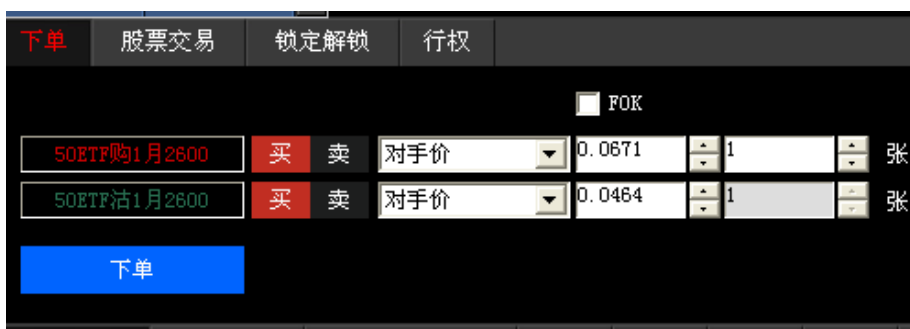 下单 股票交易 锁定解锁 行权
FOK
50ETF购1月2600 买 卖 对手价 0.0671 1 张
50ETF沽1月2600 买 卖 对手价 0.0464 1 张
下单